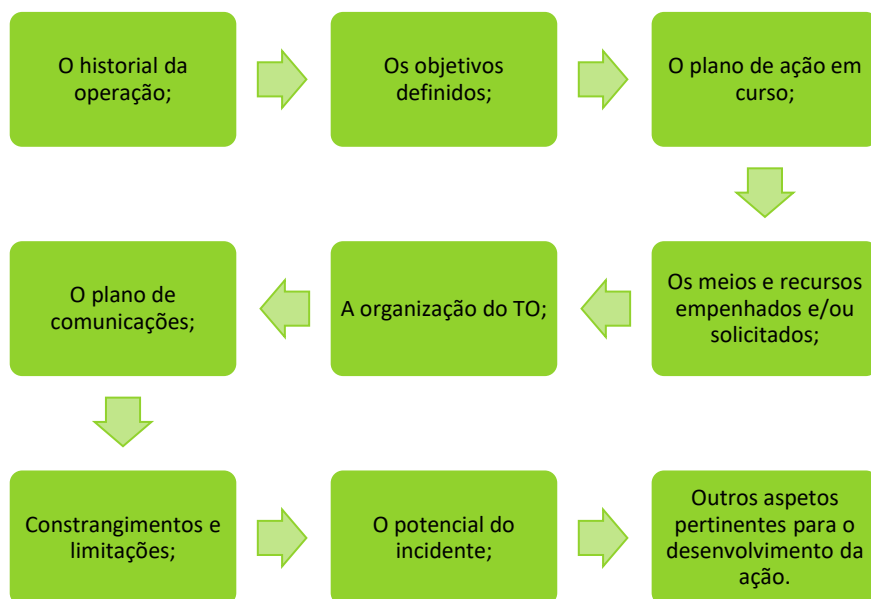 O historial da
operação;
Os objetivos
definidos;
O plano de ação em
curso;
Os meios e recursos
empenhados e/ou
solicitados;
A organização do TO;
O plano de
comunicações;
Constrangimentos e
limitações;
O potencial do
incidente;
Outros aspetos
pertinentes para o
desenvolvimento da
ação.